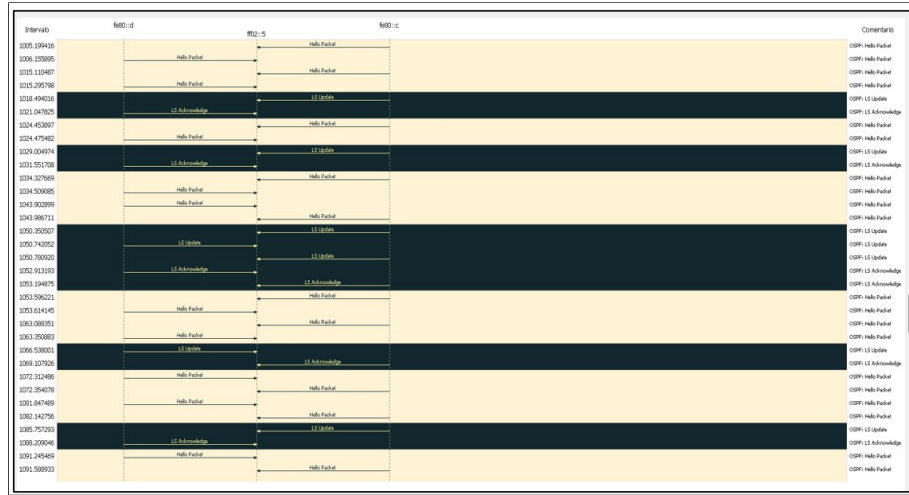 Intervalo fe80::d ff02::5 fe80::c Comentario
1005.199416 Hello Packet OSPF: Hello Packet
1006.155895 Hello Packet OSPF: Hello Packet
1015.110487 Hello Packet OSPF: Hello Packet
1015.295798 Hello Packet OSPF: Hello Packet
1018.494016 LS Update OSPF: LS Update
1021.047825 LS Acknowledge OSPF: LS Acknowledge
1024.453897 Hello Packet OSPF: Hello Packet
1024.475482 Hello Packet OSPF: Hello Packet
1029.004974 LS Update OSPF: LS Update
1031.551708 LS Acknowledge OSPF: LS Acknowledge
1034.327669 Hello Packet OSPF: Hello Packet
1034.509085 Hello Packet OSPF: Hello Packet
1043.902899 Hello Packet OSPF: Hello Packet
1043.986711 Hello Packet OSPF: Hello Packet
1050.350507 LS Update OSPF: LS Update
1050.742052 LS Update OSPF: LS Update
1050.780920 LS Update OSPF: LS Update
1052.913193 LS Acknowledge OSPF: LS Acknowledge
1053.194875 LS Acknowledge OSPF: LS Acknowledge
1053.596221 Hello Packet OSPF: Hello Packet
1053.614145 Hello Packet OSPF: Hello Packet
1063.088351 Hello Packet OSPF: Hello Packet
1063.350883 Hello Packet OSPF: Hello Packet
1066.538001 LS Update OSPF: LS Update
1069.107926 LS Acknowledge OSPF: LS Acknowledge
1072.312486 Hello Packet OSPF: Hello Packet
1072.354078 Hello Packet OSPF: Hello Packet
1081.847489 Hello Packet OSPF: Hello Packet
1082.142756 Hello Packet OSPF: Hello Packet
1085.757293 LS Update OSPF: LS Update
1088.209046 LS Acknowledge OSPF: LS Acknowledge
1091.245469 Hello Packet OSPF: Hello Packet
1091.588933 Hello Packet OSPF: Hello Packet